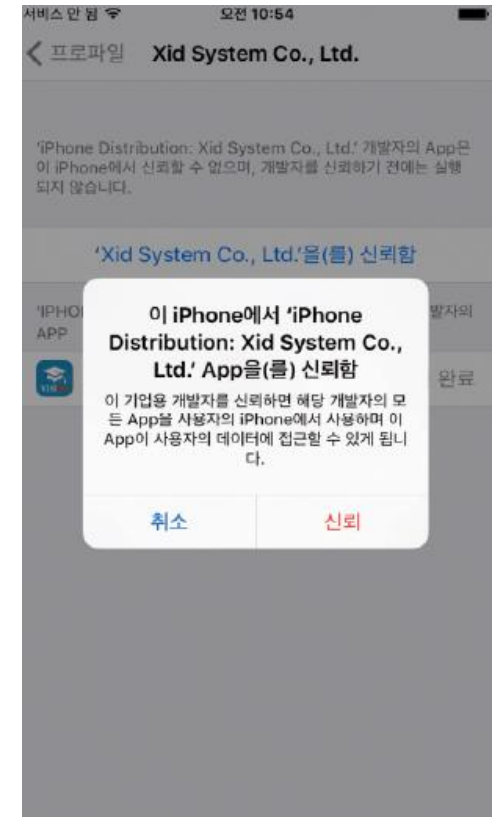 서비스 안 됨 오전 10:54
프로파일 Xid System Co., Ltd.
'iPhone Distribution: Xid System Co., Ltd.' 개발자의 App은
이 iPhone에서 신뢰할 수 없으며, 개발자를 신뢰하기 전에는 실행
되지 않습니다.
'Xid System Co., Ltd.'을(를) 신뢰함
'IPHO 발자의
APP
이 iPhone에서 'iPhone
Distribution: Xid System Co.,
Ltd.' App을(를) 신뢰함
완료
이 기업용 개발자를 신뢰하면 해당 개발자의 모
든 App을 사용자의 iPhone에서 사용하며 이
App이 사용자의 데이터에 접근할 수 있게 됩니
다.
취소 신뢰